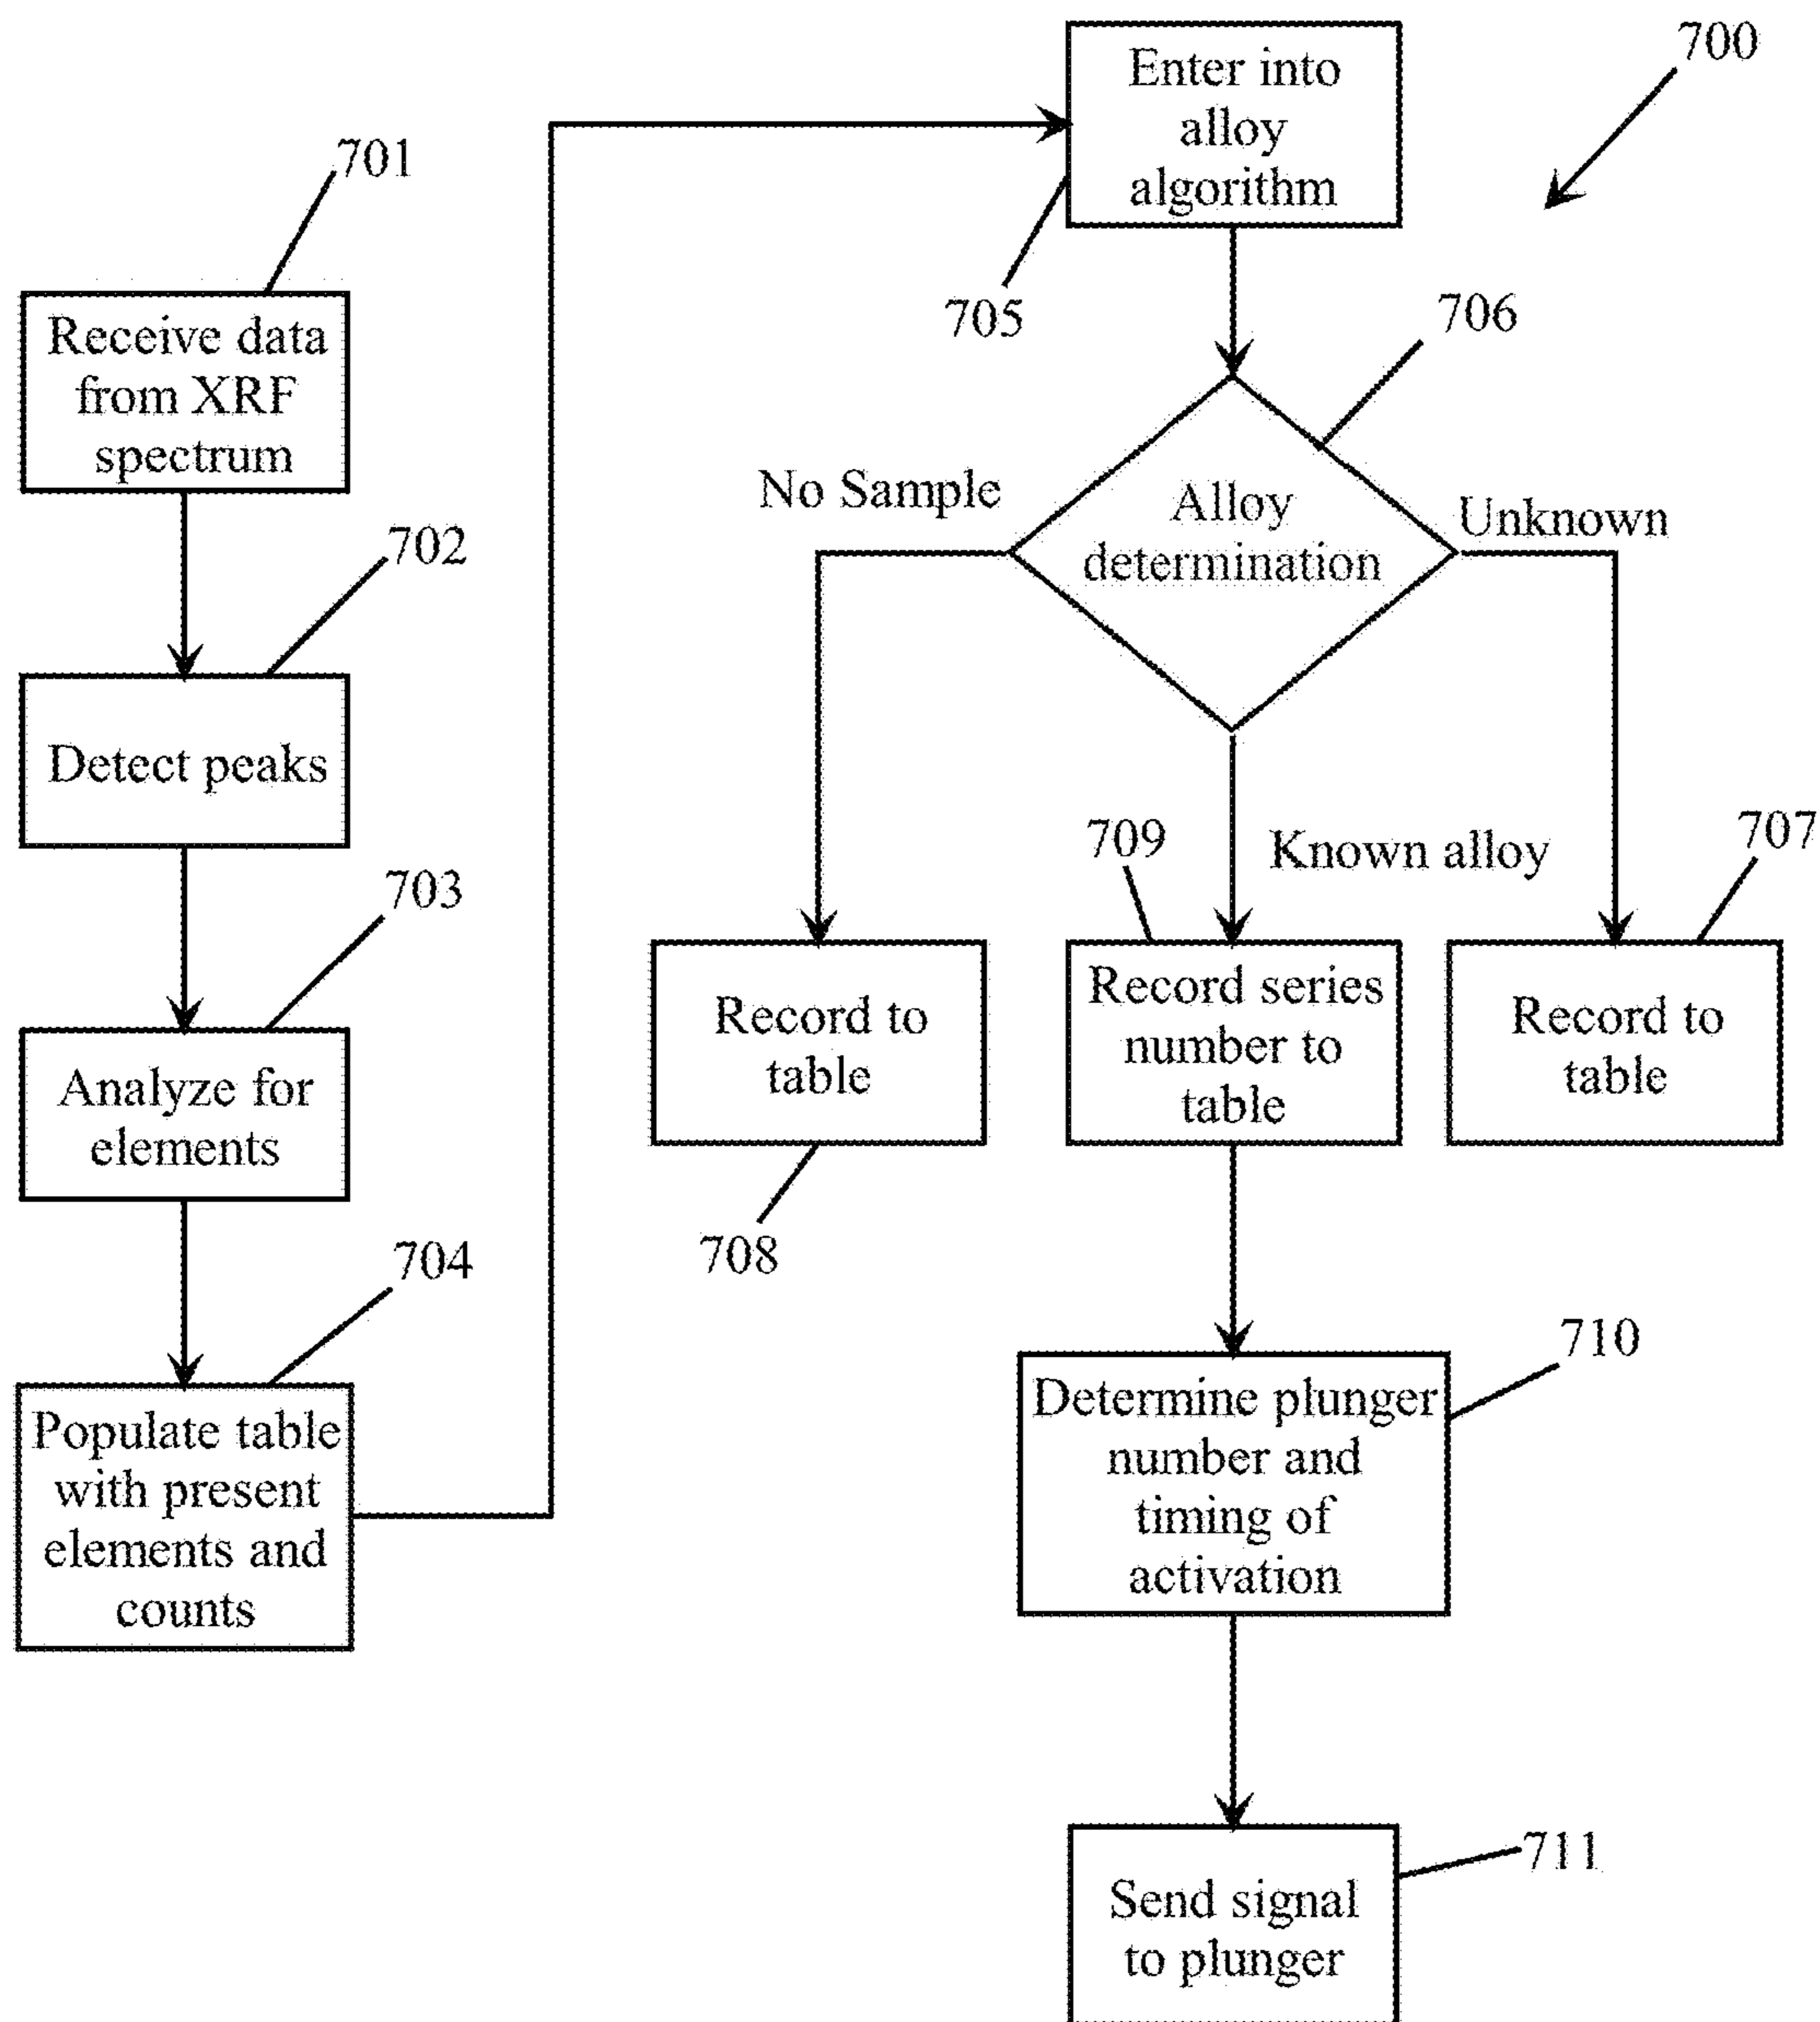 700
Enter into
alloy
algorithm
705
701
Receive data
from XRF
spectrum
702
Detect peaks
703
Analyze for
elements
704
Populate table
with present
elements and
counts
706
Alloy
determination
No Sample
Unknown
Known alloy
709
707
Record to
table
708
Record series
number to
table
Record to
table
710
Determine plunger
number and
timing of
activation
711
Send signal
to plunger